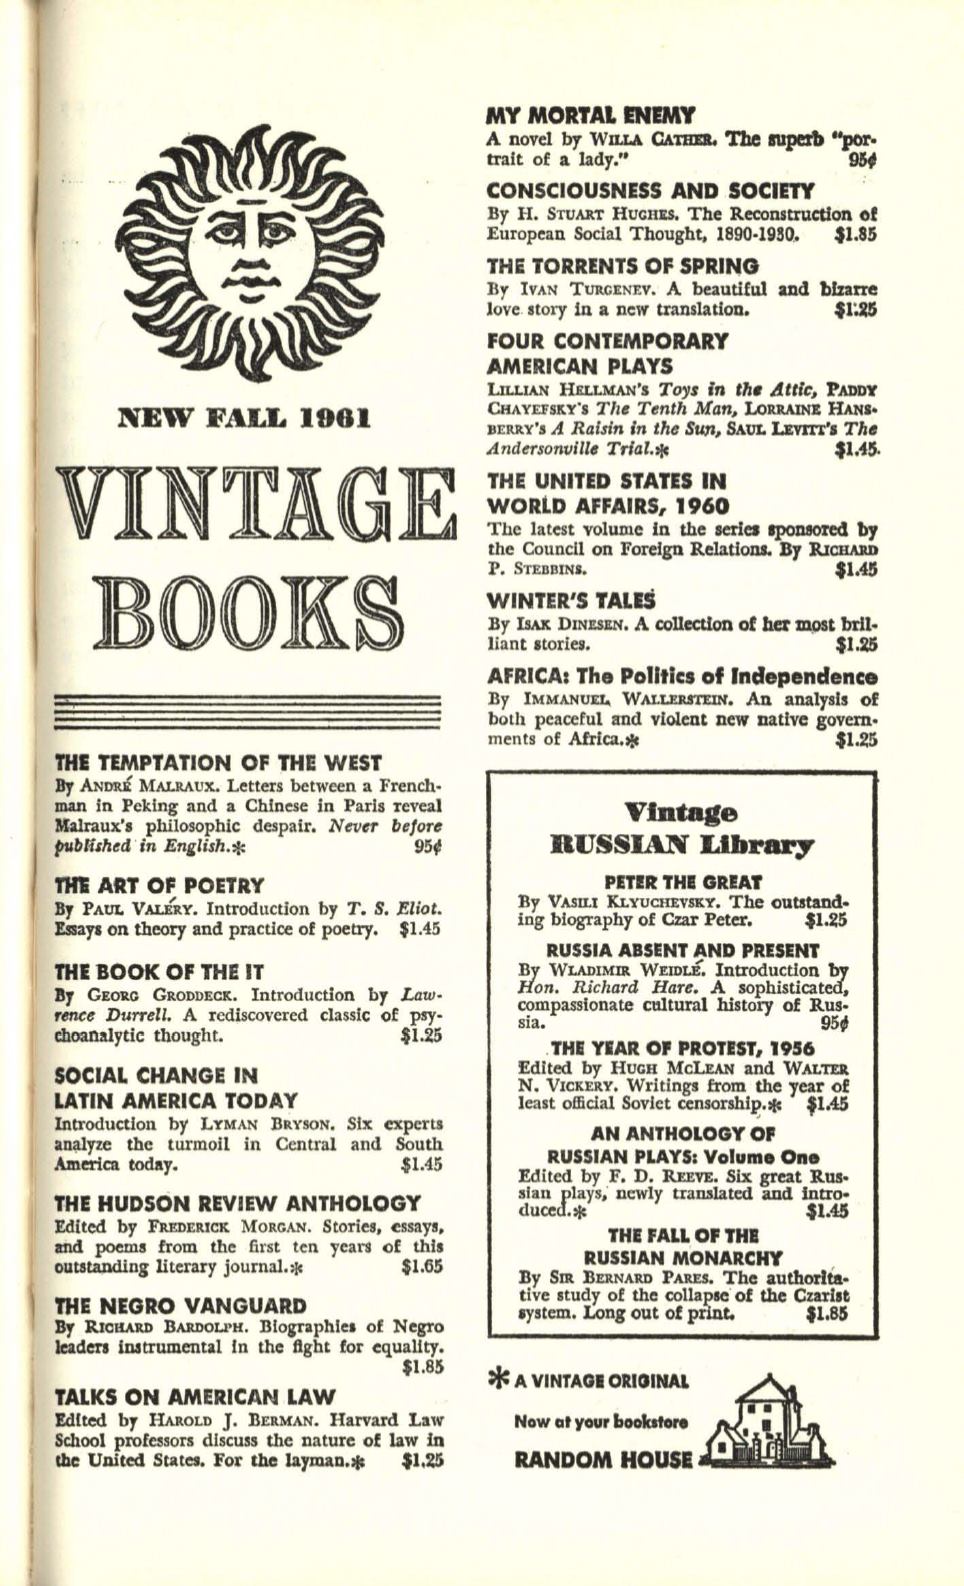 NEW FALL 1961
VINTAGE
BOOKS
THE TEMPTATION OF THE WEST
By ANDRÉ MALRAUX. Letters between a French-
man in Peking and a Chinese in Paris reveal
Malraux's philosophic despair. Never before
published in English.* 95¢
THE ART OF POETRY
By PAUL VALÉRY. Introduction by T. S. Eliot.
Essays on theory and practice of poetry. $1.45
THE BOOK OF THE IT
By GEORG GRODDECK. Introduction by Law-
rence Durrell. A rediscovered classic of psy-
choanalytic thought. $1.25
SOCIAL CHANGE IN
LATIN AMERICA TODAY
Introduction by LYMAN BRYSON. Six experts
analyze the turmoil in Central and South
America today. $1.45
THE HUDSON REVIEW ANTHOLOGY
Edited by FREDERICK MORGAN. Stories, essays,
and poems from the first ten years of this
outstanding literary journal.* $1.65
THE NEGRO VANGUARD
By RICHARD BARDOLPH. Biographies of Negro
leaders instrumental in the fight for equality.
$1.85
TALKS ON AMERICAN LAW
Edited by HAROLD J. BERMAN. Harvard Law
School professors discuss the nature of law in
the United States. For the layman.* $1.25
MY MORTAL ENEMY
A novel by WILLA CATHER. The superb "por-
trait of a lady." 95¢
CONSCIOUSNESS AND SOCIETY
By H. STUART HUGHES. The Reconstruction of
European Social Thought, 1890-1930. $1.85
THE TORRENTS OF SPRING
By IVAN TURGENEV. A beautiful and bizarre
love story in a new translation. $1.25
FOUR CONTEMPORARY
AMERICAN PLAYS
LILLIAN HELLMAN'S Toys in the Attic, PADDY
CHAYEFSKY'S The Tenth Man, LORRAINE HANS-
BERRY'S A Raisin in the Sun, SAUL LEVITT'S The
Andersonville Trial.* $1.45.
THE UNITED STATES IN
WORLD AFFAIRS, 1960
The latest volume in the series sponsored by
the Council on Foreign Relations. By RICHARD
P. STEBBINS. $1.45
WINTER'S TALES
By ISAK DINESEN. A collection of her most bril-
liant stories. $1.25
AFRICA: The Politics of Independence
By IMMANUEL WALLERSTEIN. An analysis of
both peaceful and violent new native govern-
ments of Africa.* $1.25
Vintage
RUSSIAN Library
PETER THE GREAT
By VASILI KLYUCHEVSKY. The outstand-
ing biography of Czar Peter. $1.25
RUSSIA ABSENT AND PRESENT
By WLADIMIR WEIDLÉ. Introduction by
Hon. Richard Hare. A sophisticated,
compassionate cultural history of Rus-
sia. 95¢
THE YEAR OF PROTEST, 1956
Edited by HUGH McLEAN and WALTER
N. VICKERY. Writings from the year of
least official Soviet censorship.* $1.45
AN ANTHOLOGY OF
RUSSIAN PLAYS: Volume One
Edited by F. D. REEVE. Six great Rus-
sian plays, newly translated and intro-
duced.* $1.45
THE FALL OF THE
RUSSIAN MONARCHY
By SIR BERNARD PARES. The authorita-
tive study of the collapse of the Czarist
system. Long out of print. $1.85
* A VINTAGE ORIGINAL
Now at your bookstore
RANDOM HOUSE